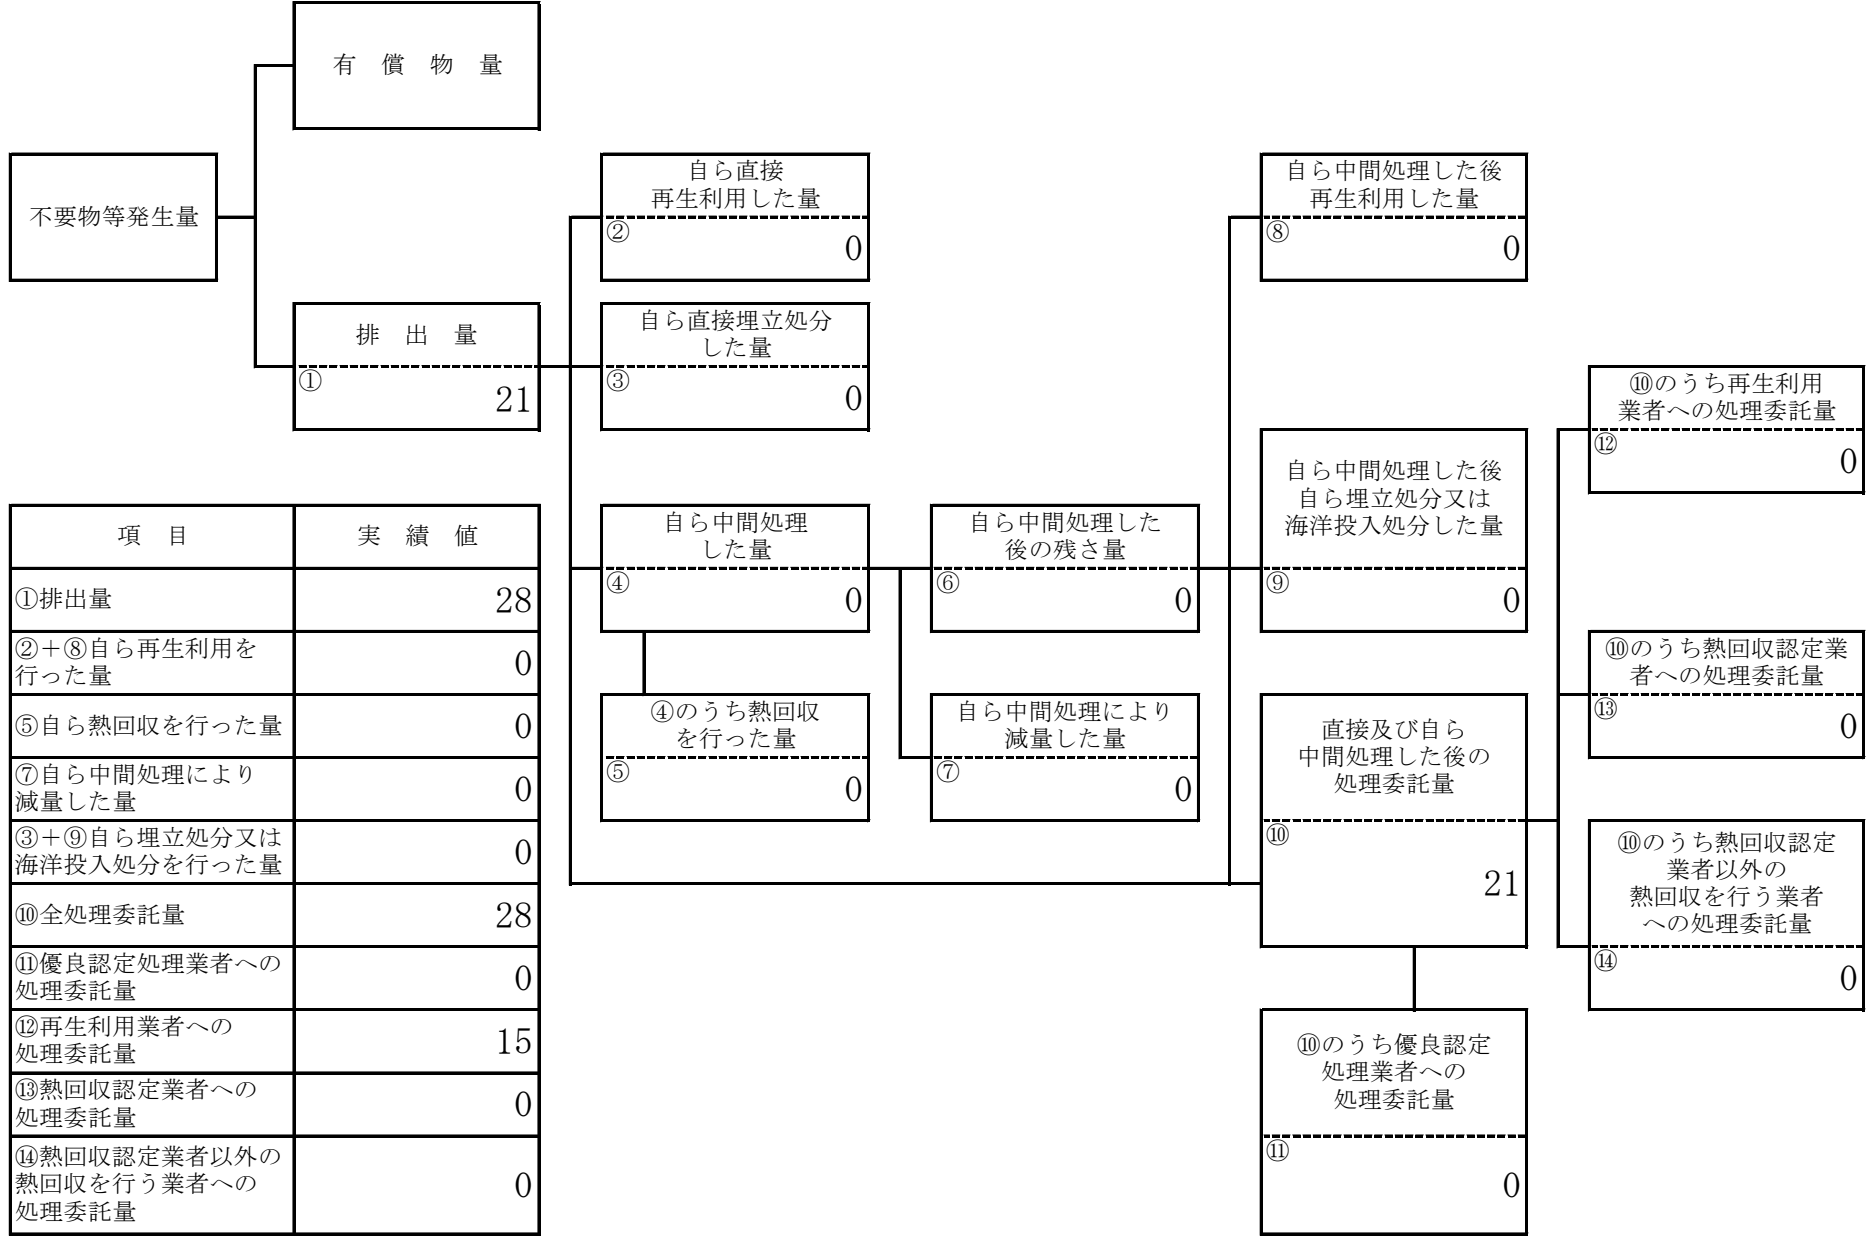 有　償　物　量
不要物等発生量
排　出　量
①
21
自ら直接
再生利用した量
②
0
自ら直接埋立処分
した量
③
0
自ら中間処理
した量
④
0
④のうち熱回収
を行った量
⑤
0
自ら中間処理した
後の残さ量
⑥
0
自ら中間処理により
減量した量
⑦
0
自ら中間処理した後
再生利用した量
⑧
0
自ら中間処理した後
自ら埋立処分又は
海洋投入処分した量
⑨
0
直接及び自ら
中間処理した後の
処理委託量
⑩
21
⑩のうち優良認定
処理業者への
処理委託量
⑪
0
⑩のうち再生利用
業者への処理委託量
⑫
0
⑩のうち熱回収認定業
者への処理委託量
⑬
0
⑩のうち熱回収認定
業者以外の
熱回収を行う業者
への処理委託量
⑭
0
項　目　実　績　値
①排出量　28
②＋⑧自ら再生利用を
行った量　0
⑤自ら熱回収を行った量　0
⑦自ら中間処理により
減量した量　0
③＋⑨自ら埋立処分又は
海洋投入処分を行った量　0
⑩全処理委託量　28
⑪優良認定処理業者への
処理委託量　0
⑫再生利用業者への
処理委託量　15
⑬熱回収認定業者への
処理委託量　0
⑭熱回収認定業者以外の
熱回収を行う業者への
処理委託量　0